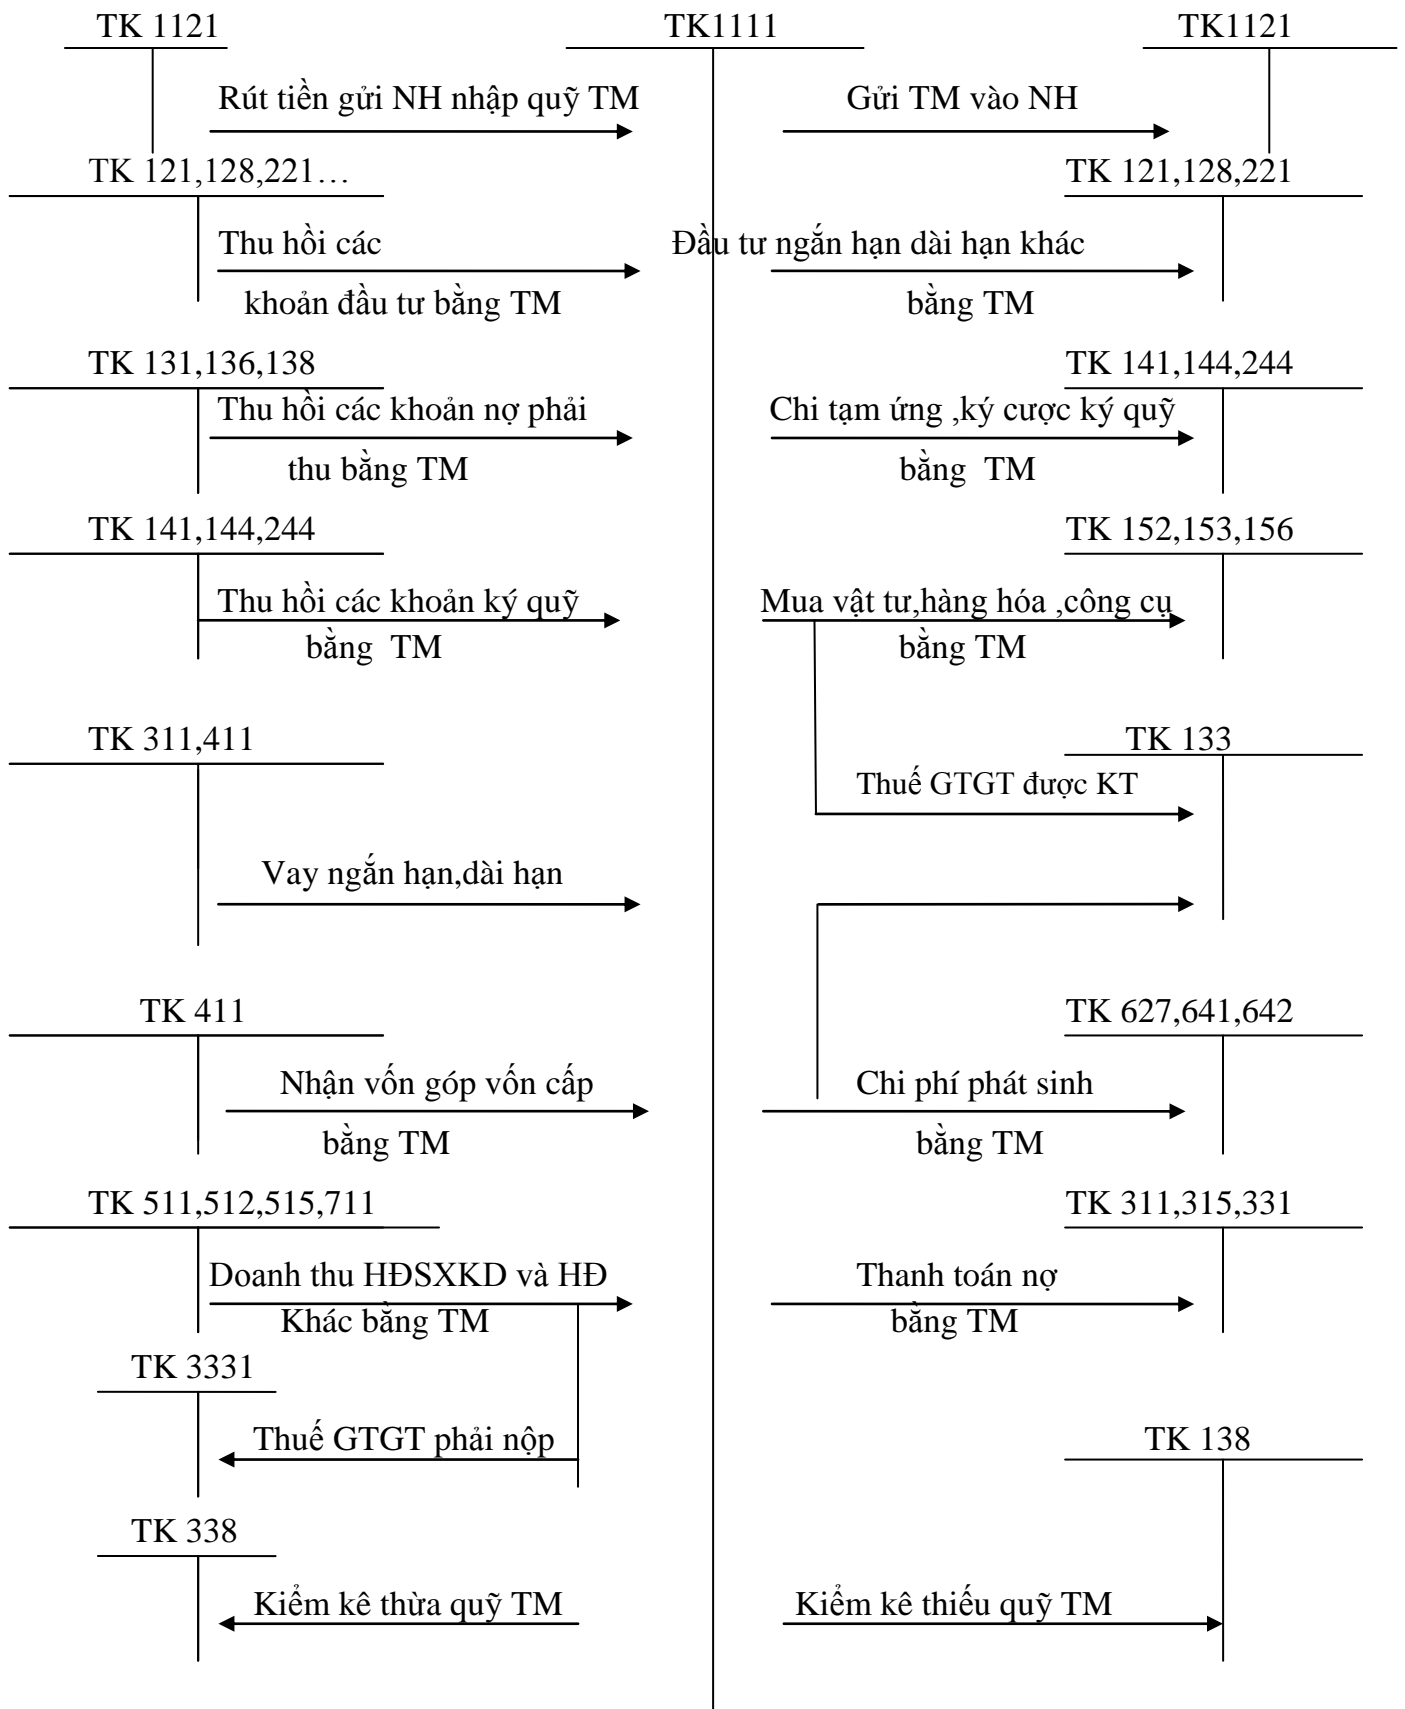 TK 1121
TK1111
TK1121
Rút tiền gửi NH nhập quỹ TM
Gửi TM vào NH
TK 121,128,221…
TK 121,128,221
Thu hồi các
Đầu tư ngắn hạn dài hạn khác
khoản đầu tư bằng TM
bằng TM
TK 131,136,138
TK 141,144,244
Thu hồi các khoản nợ phải
Chi tạm ứng ,ký cược ký quỹ
thu bằng TM
bằng  TM
TK 141,144,244
TK 152,153,156
Thu hồi các khoản ký quỹ
Mua vật tư,hàng hóa ,công cụ
bằng  TM
bằng TM
TK 311,411
TK 133
Thuế GTGT được KT
Vay ngắn hạn,dài hạn
TK 411
TK 627,641,642
Nhận vốn góp vốn cấp
Chi phí phát sinh
bằng TM
bằng TM
TK 511,512,515,711
TK 311,315,331
Doanh thu HĐSXKD và HĐ
Thanh toán nợ
Khác bằng TM
bằng TM
TK 3331
Thuế GTGT phải nộp
TK 138
TK 338
Kiểm kê thừa quỹ TM
Kiểm kê thiếu quỹ TM